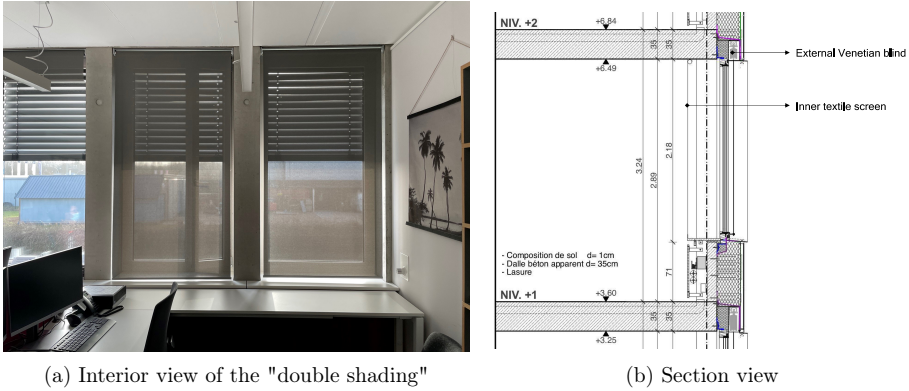 NIV. +2
+6.84
35
35
External Venetian blind
+6.49
Inner textile screen
3.24
2.89
2.18
- Composition de sol d= 1cm
- Dalle béton apparent d= 35cm
- Lasure
71
NIV. +1
+3.60
35
35
+3.25
(a) Interior view of the "double shading"
(b) Section view